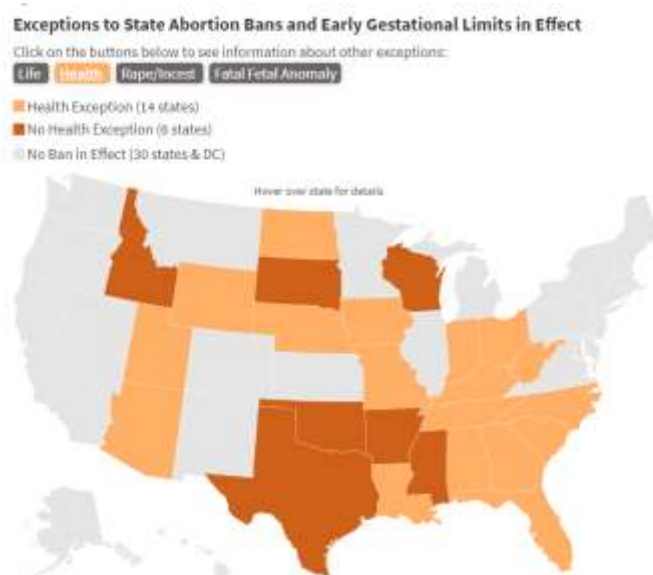 Exceptions to State Abortion Bans and Early Gestational Limits in Effect
Click on the buttons below to see information about other exceptions:
Life Health Rape/Incest Fatal Fetal Anomaly
Health Exception (14 states)
No Health Exception (6 states)
No Ban in Effect (30 states & DC)
Hover over state for details